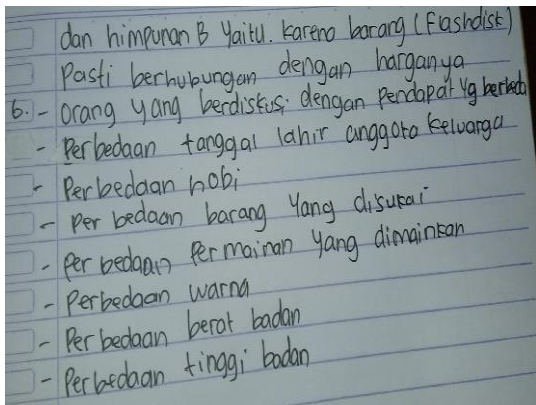 dan himpunan B yaitu. karena barang (Flashdisk)
Pasti berhubungan dengan harganya
6. - Orang yang berdiskusi dengan Pendapat yg berbeda
- Perbedaan tanggal lahir anggota keluarga
- Perbedaan hobi
- Perbedaan barang yang disukai
- Perbedaan Permainan yang dimainkan
- Perbedaan warna
- Perbedaan berat badan
- Perbedaan tinggi badan